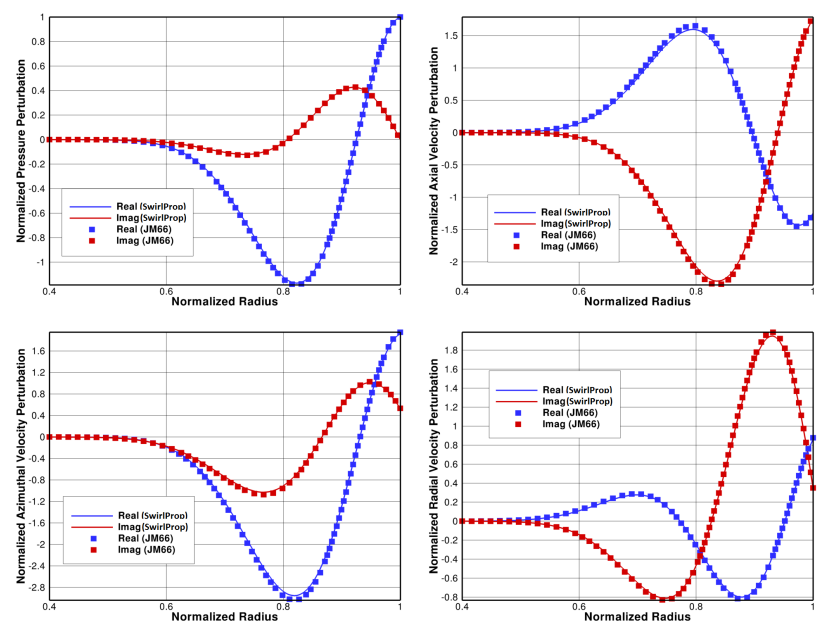 Normalized Pressure Perturbation
1
0.8
0.6
0.4
0.2
0
-0.2
-0.4
-0.6
-0.8
-1
Real (SwirlProp)
Imag(SwirlProp)
Real (JM66)
Imag (JM66)
0.4 0.6 0.8 1
Normalized Radius
Normalized Axial Velocity Perturbation
1.5
1
0.5
0
-0.5
-1
-1.5
-2
Real (SwirlProp)
Imag(SwirlProp)
Real (JM66)
Imag (JM66)
0.4 0.6 0.8 1
Normalized Radius
Normalized Azimuthal Velocity Perturbation
1.6
1.2
0.8
0.4
0
-0.4
-0.8
-1.2
-1.6
-2
-2.4
-2.8
Real (SwirlProp)
Imag(SwirlProp)
Real (JM66)
Imag (JM66)
0.4 0.6 0.8 1
Normalized Radius
Normalized Radial Velocity Perturbation
1.8
1.6
1.4
1.2
1
0.8
0.6
0.4
0.2
0
-0.2
-0.4
-0.6
-0.8
Real (SwirlProp)
Imag(SwirlProp)
Real (JM66)
Imag (JM66)
0.4 0.6 0.8 1
Normalized Radius